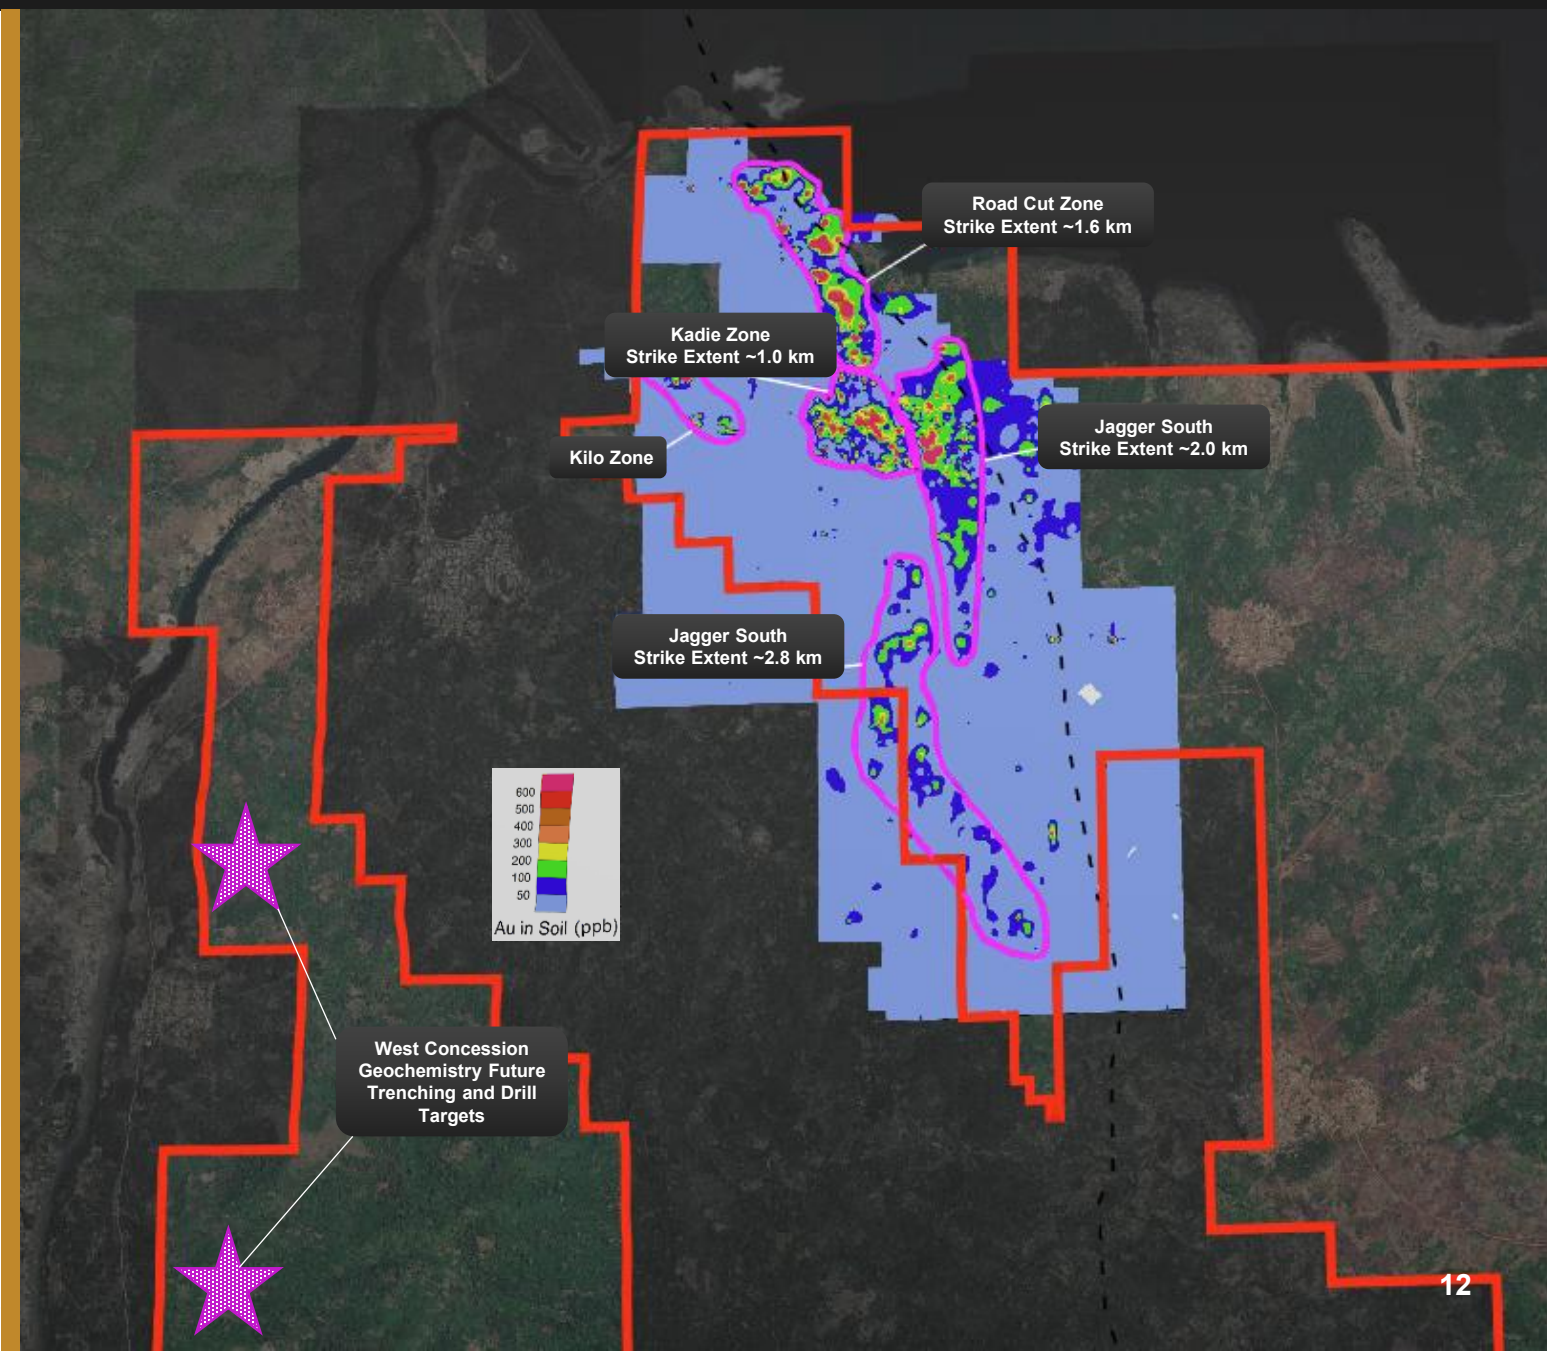 Road Cut Zone
Strike Extent ~1.6 km
Kadie Zone
Strike Extent ~1.0 km
Jagger South
Strike Extent ~2.0 km
Kilo Zone
Jagger South
Strike Extent ~2.8 km
600
500
400
300
200
100
50
Au in Soil (ppb)
West Concession
Geochemistry Future
Trenching and Drill
Targets
12